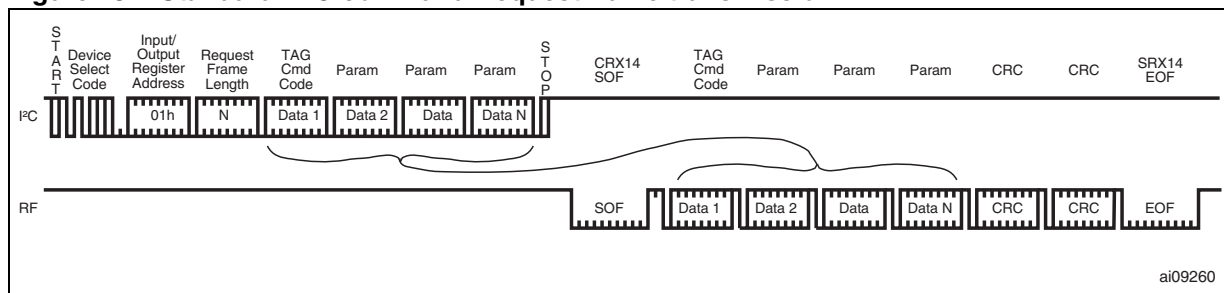 START
Device
Select
Code
Input/
Output
Register
Address
Request
Frame
Length
TAG
Cmd
Code
Param
Param
Param
STOP
CRX14
SOF
TAG
Cmd
Code
Param
Param
Param
CRC
CRC
SRX14
EOF
I²C
01h
N
Data 1
Data 2
Data
Data N
RF
SOF
Data 1
Data 2
Data
Data N
CRC
CRC
EOF
ai09260